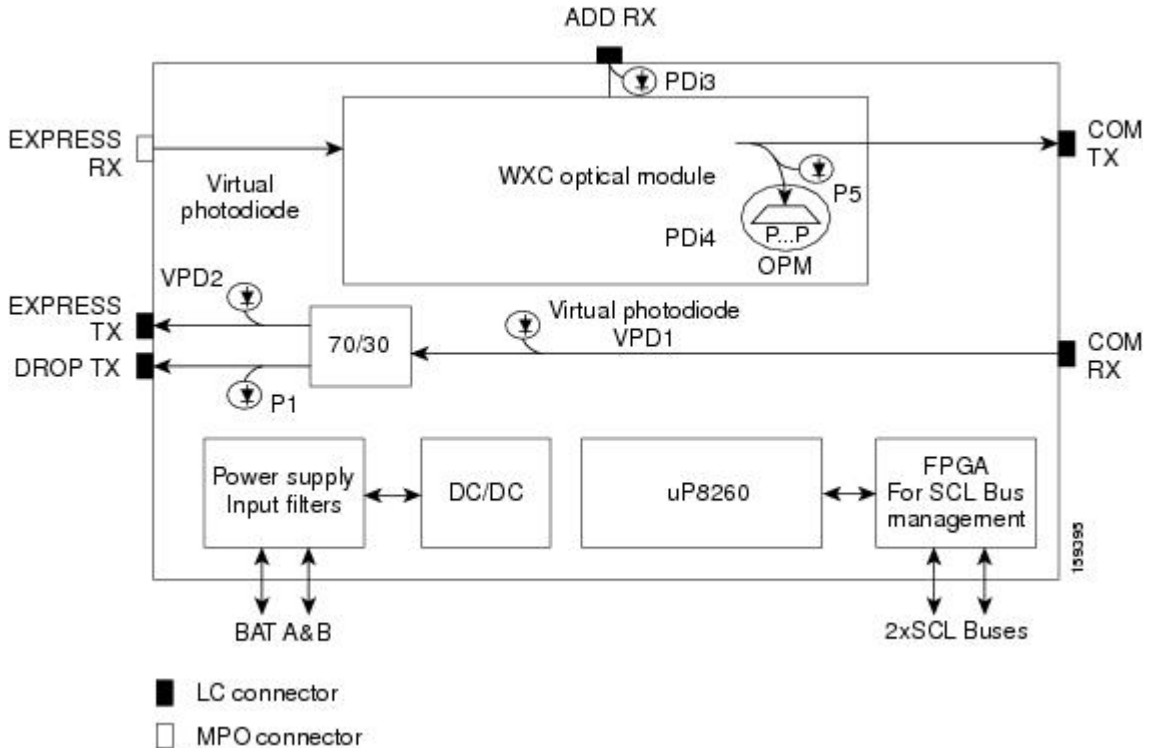 ADD RX
PDi3
EXPRESS
RX
COM
TX
Virtual
photodiode
WXC optical module
P5
PDi4
P...P
OPM
VPD2
EXPRESS
TX
70/30
Virtual photodiode
VPD1
DROP TX
COM
RX
P1
Power supply
Input filters
DC/DC
uP8260
FPGA
For SCL Bus
management
159395
BAT A&B
2xSCL Buses
LC connector
MPO connector